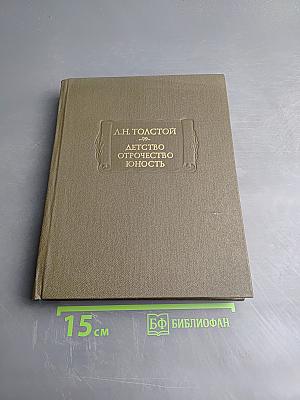 Л.Н.ТОЛСТОЙ
ДЕТСТВО
ОТРОЧЕСТВО
ЮНОСТЬ
15 см
БФ БИБЛИОФАН